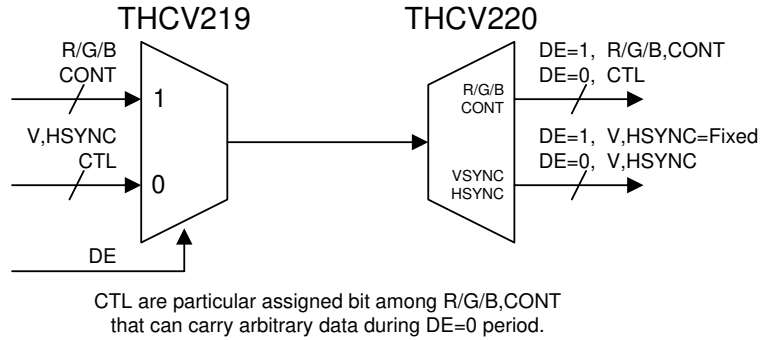 THCV219
THCV220
R/G/B
CONT
1
V,HSYNC
CTL
0
DE
R/G/B
CONT
VSYNC
HSYNC
DE=1, R/G/B,CONT
DE=0, CTL
DE=1, V,HSYNC=Fixed
DE=0, V,HSYNC
CTL are particular assigned bit among R/G/B,CONT
that can carry arbitrary data during DE=0 period.